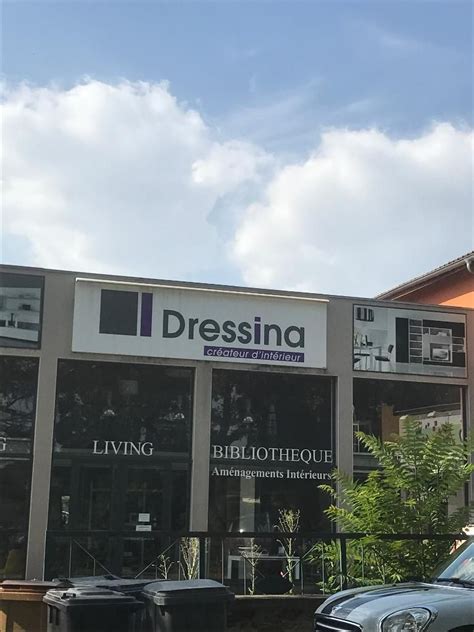 Dressina
créateur d'intérieur
G
LIVING
BIBLIOTHEQUE
Aménagements Intérieurs